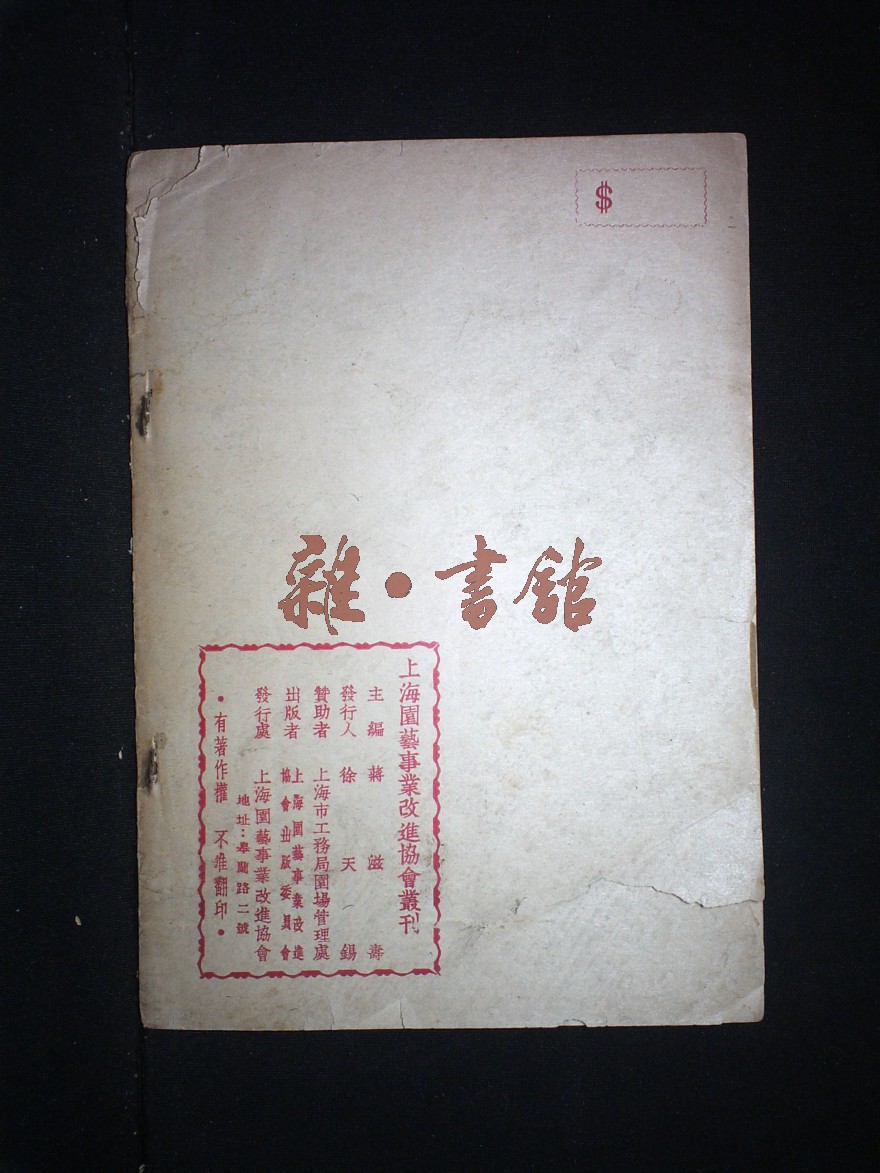 $
雜·書館
上海園藝事業改進協會叢刊
主編 蔣滋壽
發行人 徐天錫
贊助者 上海市工務局園場管理處
出版者 上海園藝事業改進
協會出版委員會
發行處 上海園藝事業改進協會
地址：皋蘭路二號
•有著作權 不准翻印•